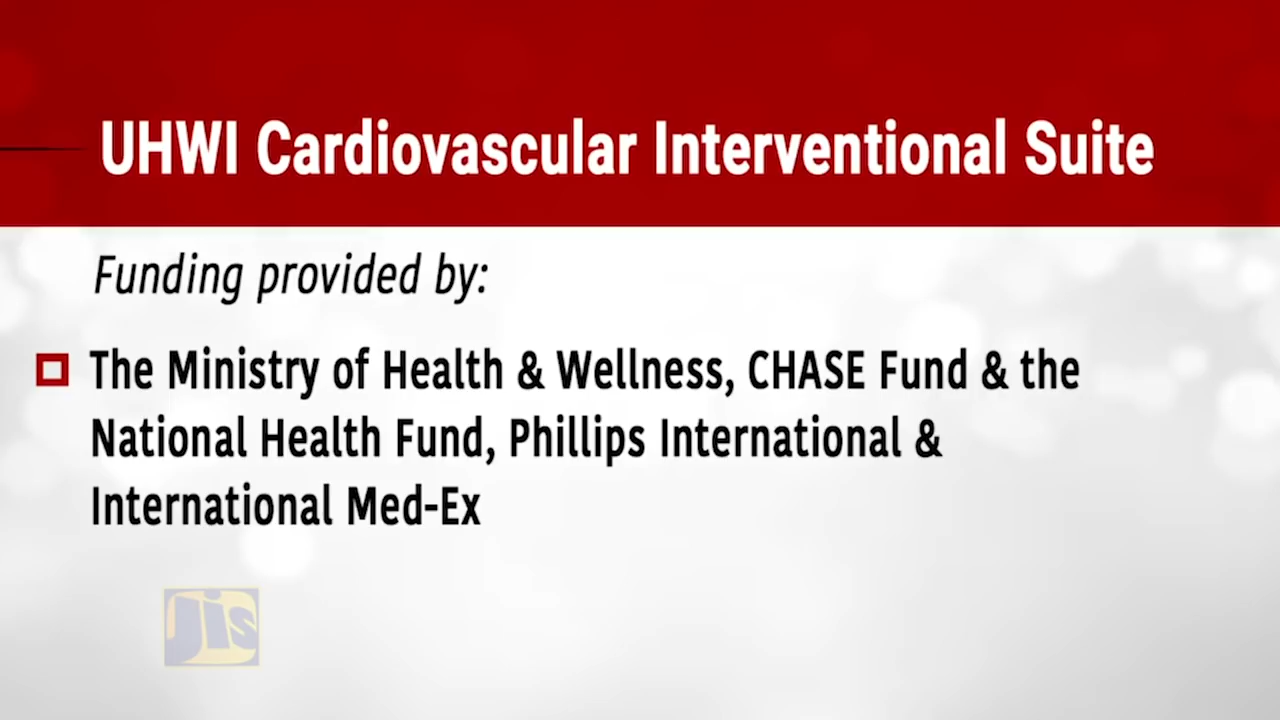 UHWI Cardiovascular Interventional Suite
Funding provided by:
The Ministry of Health & Wellness, CHASE Fund & the
National Health Fund, Phillips International &
International Med-Ex
Jis